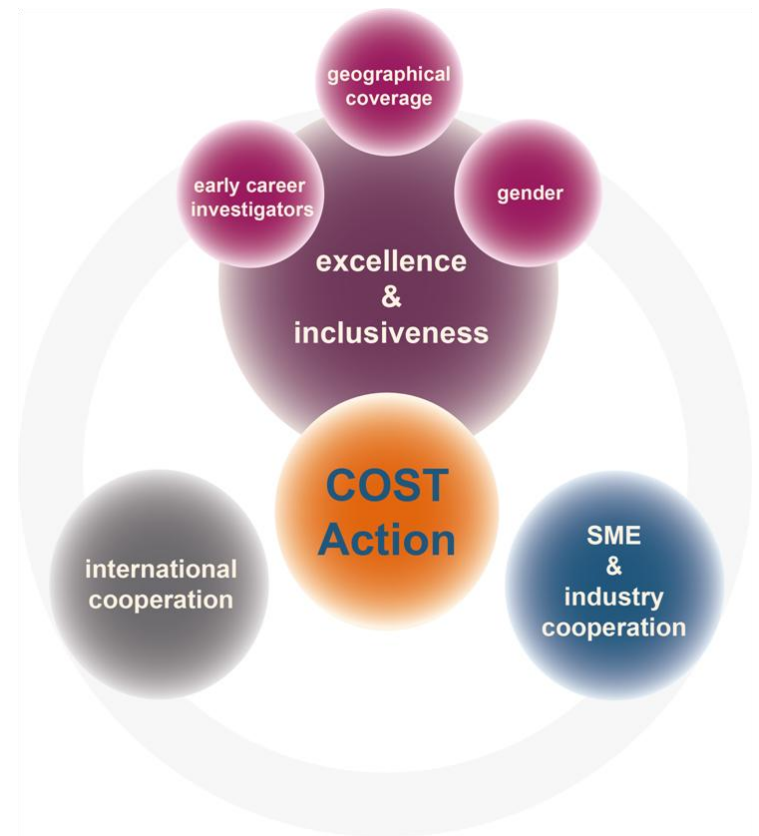 geographical
coverage
early career
investigators
gender
excellence
&
inclusiveness
COST
Action
international
cooperation
SME
&
industry
cooperation